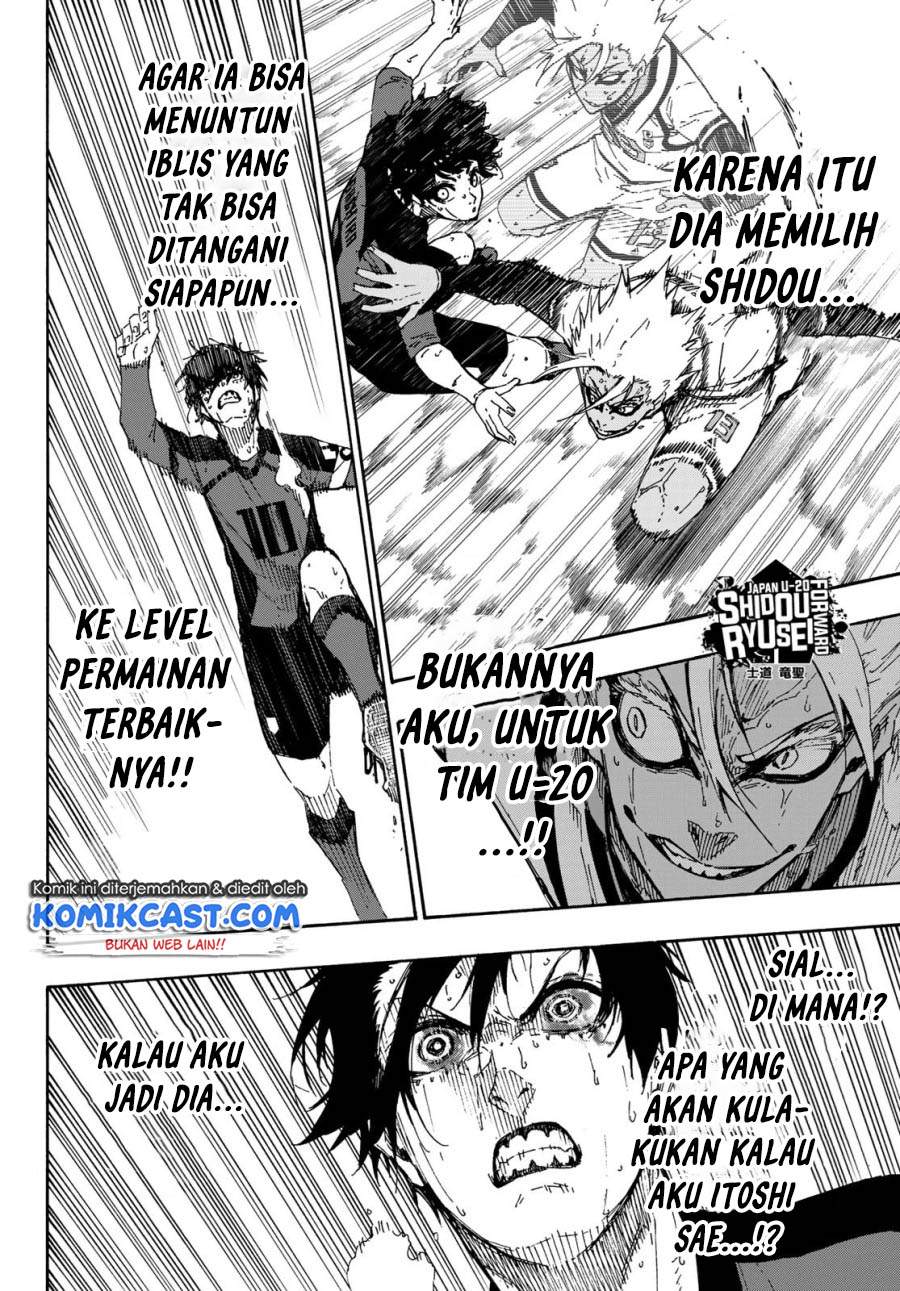 KARENA ITU
DIA MEMILIH
SHIDOU...
AGAR IA BISA
MENUNTUN
IBLIS YANG
TAK BISA
DITANGANI
SIAPAPUN...
13
10
KE LEVEL
PERMAINAN
TERBAIK-
NYA!!
JAPAN U-20
SHIDOU
RYUSEI
FORWARD
士道 竜聖
BUKANNYA
AKU, UNTUK
TIM U-20
...!!
Komik ini diterjemahkan & diedit oleh
KOMIKCAST.COM
BUKAN WEB LAIN!!
SIAL...
DI MANA!?
APA YANG
AKAN KULA-
KUKAN KALAU
AKU ITOSHI
SAE....!?
KALAU AKU
JADI DIA...